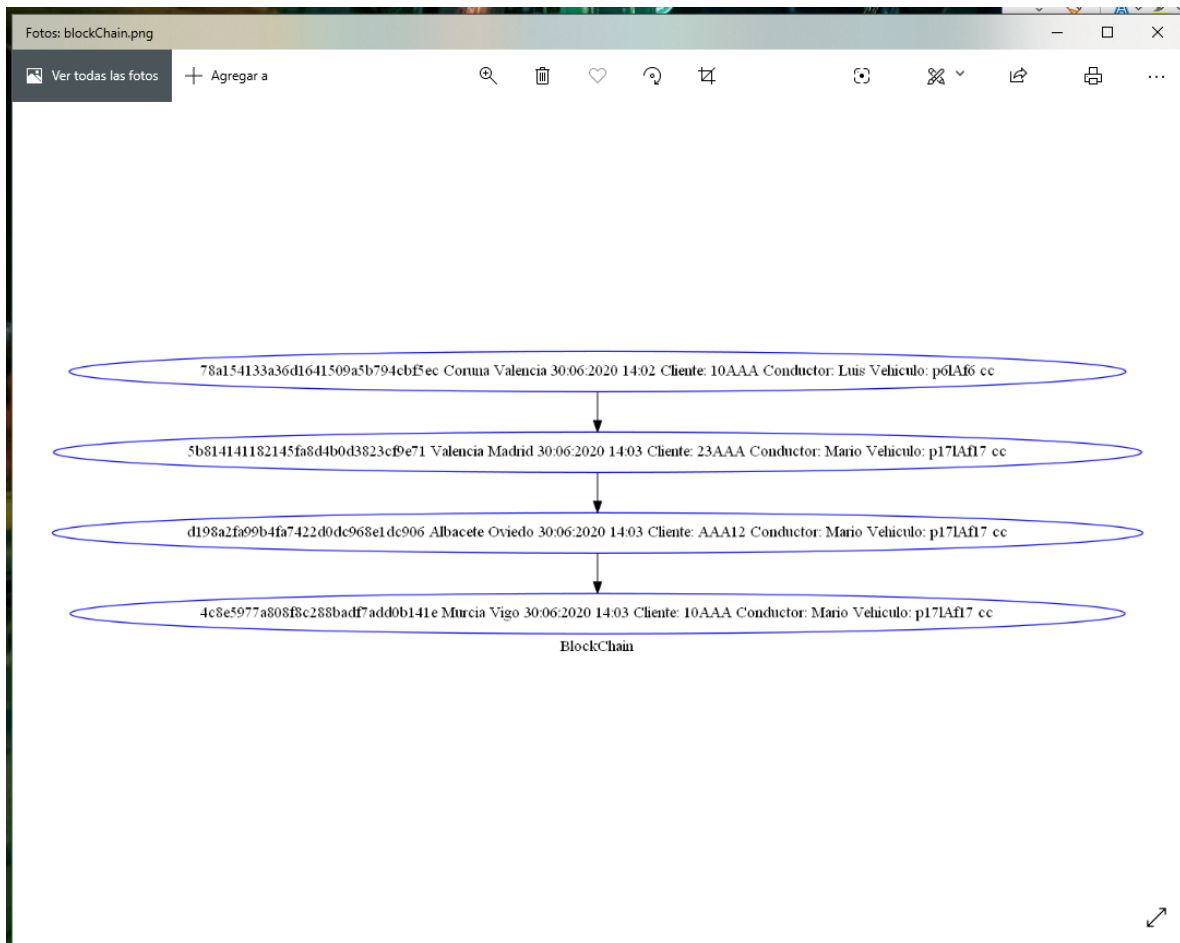 Fotos: blockChain.png
Ver todas las fotos
Agregar a
78a154133a36d1641509a5b794cbf5ec Coruna Valencia 30:06:2020 14:02 Cliente: 10AAA Conductor: Luis Vehiculo: p6lAf6 cc
5b814141182145fa8d4b0d3823cf9e71 Valencia Madrid 30:06:2020 14:03 Cliente: 23AAA Conductor: Mario Vehiculo: p17lAf17 cc
d198a2fa99b4fa7422d0dc968e1dc906 Albacete Oviedo 30:06:2020 14:03 Cliente: AAA12 Conductor: Mario Vehiculo: p17lAf17 cc
4c8e5977a808f8c288badf7add0b141e Murcia Vigo 30:06:2020 14:03 Cliente: 10AAA Conductor: Mario Vehiculo: p17lAf17 cc
BlockChain